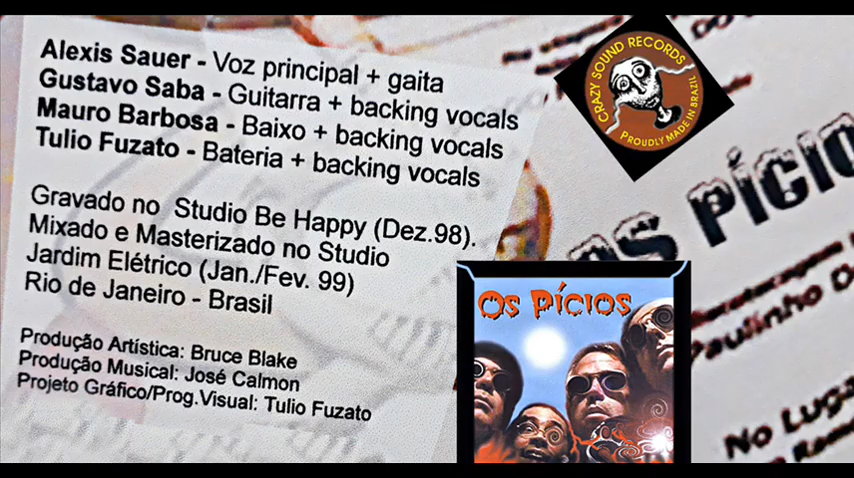 Alexis Sauer - Voz principal + gaita
Gustavo Saba - Guitarra + backing vocals
Mauro Barbosa - Baixo + backing vocals
Tulio Fuzato - Bateria + backing vocals
Gravado no Studio Be Happy (Dez.98).
Mixado e Masterizado no Studio
Jardim Elétrico (Jan./Fev. 99)
Rio de Janeiro - Brasil
Produção Artística: Bruce Blake
Produção Musical: José Calmon
Projeto Gráfico/Prog.Visual: Tulio Fuzato
CRAZY SOUND RECORDS
PROUDLY MADE IN BRAZIL
OS PÍCIO
Paulinho
No Luga
Os Pícios